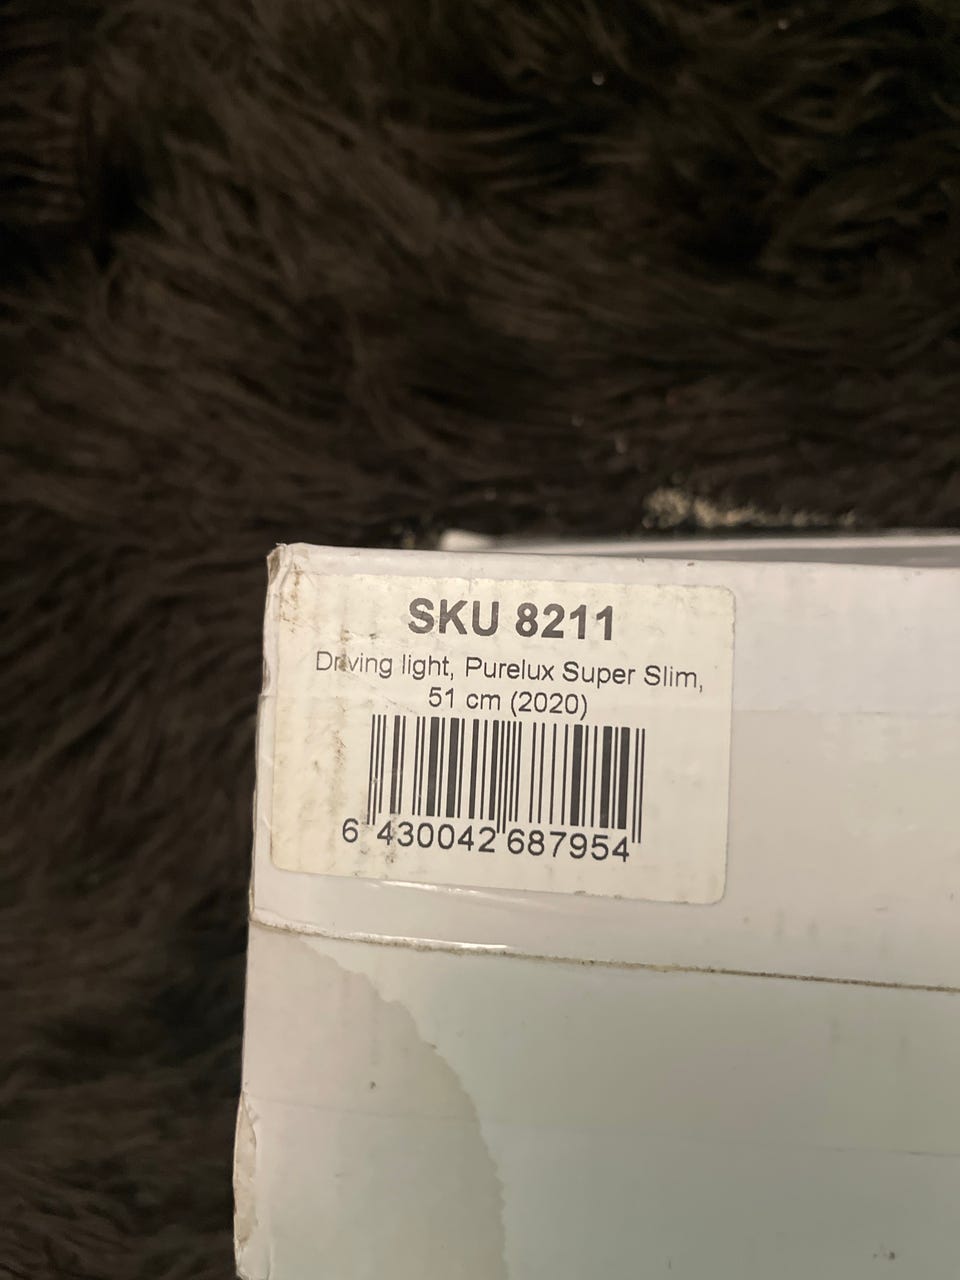 SKU 8211
Driving light, Purelux Super Slim,
51 cm (2020)
6 430042 687954